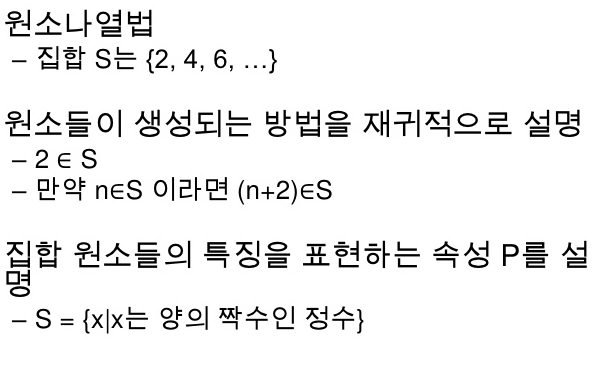 원소나열법
– 집합 S는 {2, 4, 6, …}
원소들이 생성되는 방법을 재귀적으로 설명
– 2 ∈ S
– 만약 n∈S 이라면 (n+2)∈S
집합 원소들의 특징을 표현하는 속성 P를 설
명
– S = {x|x는 양의 짝수인 정수}